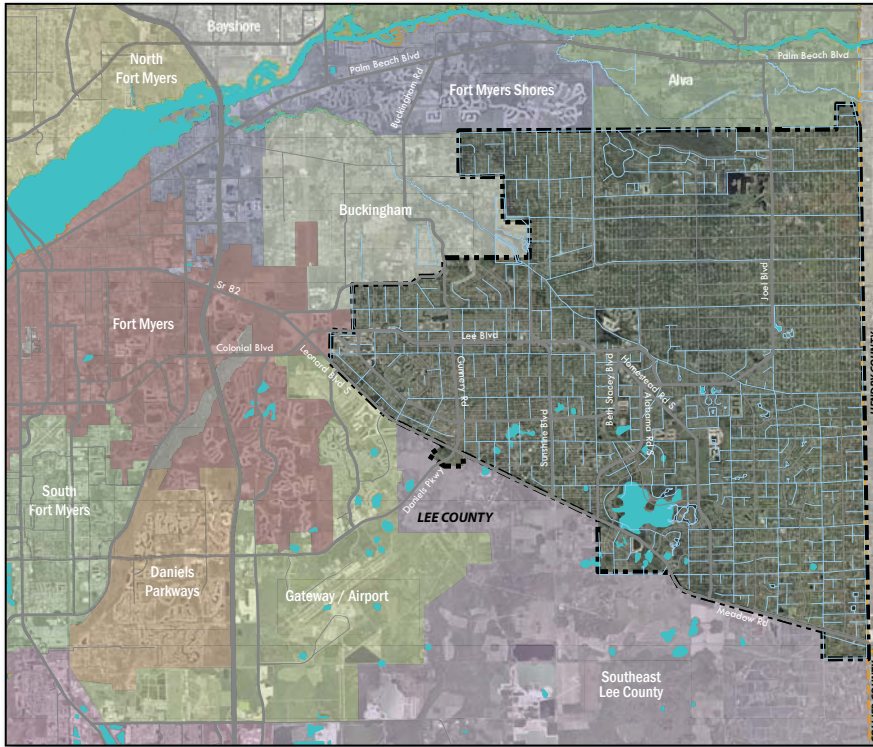 Bayshore
North
Fort Myers
Palm Beach Blvd
Palm Beach Blvd
Buckingham Rd
Fort Myers Shores
Alva
Buckingham
Joel Blvd
Sr 82
Fort Myers
Lee Blvd
Colonial Blvd
Leonard Blvd S
Gunnery Rd
Beth Stacey Blvd
Homestead Rd S
Alabama Rd S
Sunshine Blvd
Daniels Pkwy
South
Fort Myers
LEE COUNTY
Daniels
Parkways
Gateway / Airport
Meadow Rd
Southeast
Lee County